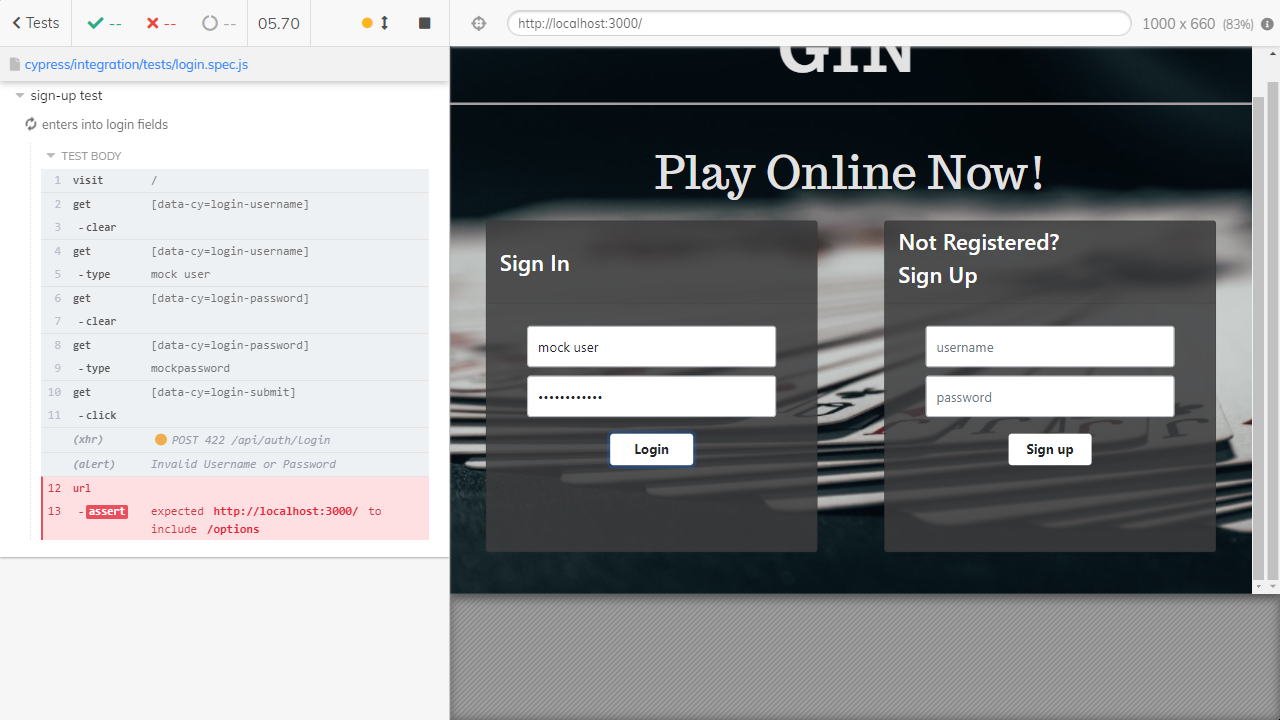 Tests -- -- -- 05.70
http://localhost:3000/ 1000 x 660 (83%)
cypress/integration/tests/login.spec.js
sign-up test
enters into login fields
TEST BODY
1 visit /
2 get [data-cy=login-username]
3 -clear
4 get [data-cy=login-username]
5 -type mock user
6 get [data-cy=login-password]
7 -clear
8 get [data-cy=login-password]
9 -type mockpassword
10 get [data-cy=login-submit]
11 -click
(xhr) POST 422 /api/auth/login
(alert) Invalid Username or Password
12 url
13 -assert expected http://localhost:3000/ to
include /options
GIN
Play Online Now!
Sign In
mock user
••••••••••••
Login
Not Registered?
Sign Up
username
password
Sign up